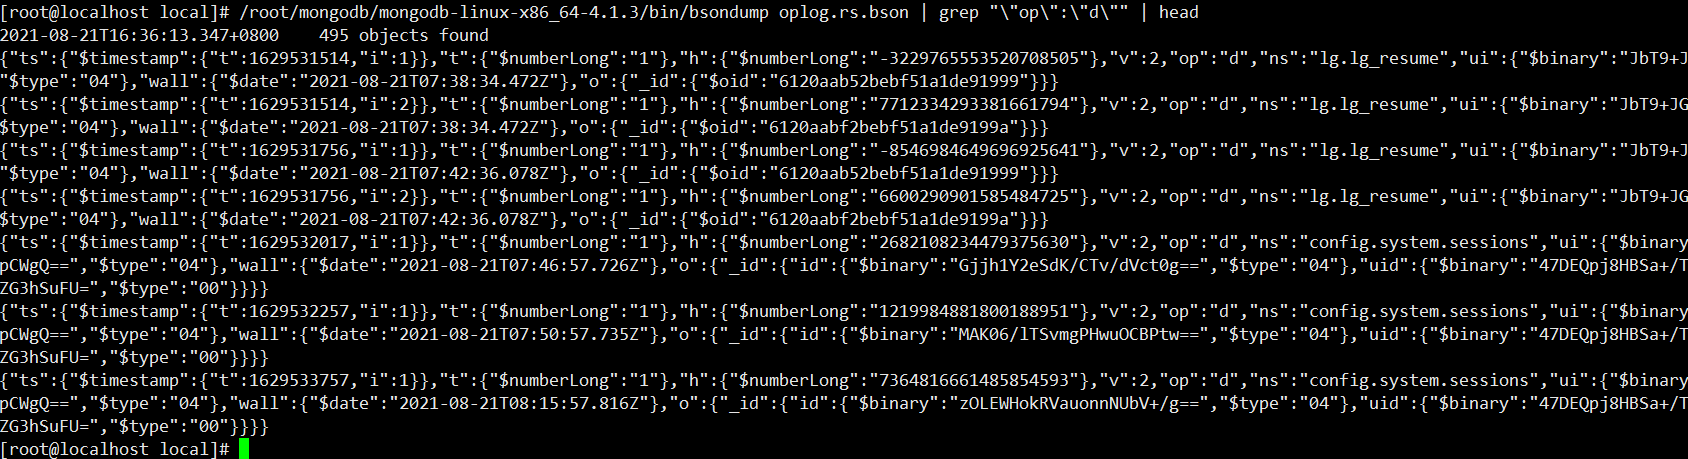 [root@localhost local]# /root/mongodb/mongodb-linux-x86_64-4.1.3/bin/bsondump oplog.rs.bson | grep "\"op\":\"d\"" | head
2021-08-21T16:36:13.347+0800    495 objects found
{"ts":{"$timestamp":{"t":1629531514,"i":1}},"t":{"$numberLong":"1"},"h":{"$numberLong":"-3229765553520708505"},"v":2,"op":"d","ns":"lg.lg_resume","ui":{"$binary":"JbT9+J
"$type":"04"},"wall":{"$date":"2021-08-21T07:38:34.472Z"},"o":{"_id":{"$oid":"6120aab52bebf51a1de91999"}}}
{"ts":{"$timestamp":{"t":1629531514,"i":2}},"t":{"$numberLong":"1"},"h":{"$numberLong":"7712334293381661794"},"v":2,"op":"d","ns":"lg.lg_resume","ui":{"$binary":"JbT9+JG
$type":"04"},"wall":{"$date":"2021-08-21T07:38:34.472Z"},"o":{"_id":{"$oid":"6120aabf2bebf51a1de9199a"}}}
{"ts":{"$timestamp":{"t":1629531756,"i":1}},"t":{"$numberLong":"1"},"h":{"$numberLong":"-8546984649696925641"},"v":2,"op":"d","ns":"lg.lg_resume","ui":{"$binary":"JbT9+J
"$type":"04"},"wall":{"$date":"2021-08-21T07:42:36.078Z"},"o":{"_id":{"$oid":"6120aab52bebf51a1de91999"}}}
{"ts":{"$timestamp":{"t":1629531756,"i":2}},"t":{"$numberLong":"1"},"h":{"$numberLong":"6600290901585484725"},"v":2,"op":"d","ns":"lg.lg_resume","ui":{"$binary":"JbT9+JG
$type":"04"},"wall":{"$date":"2021-08-21T07:42:36.078Z"},"o":{"_id":{"$oid":"6120aabf2bebf51a1de9199a"}}}
{"ts":{"$timestamp":{"t":1629532017,"i":1}},"t":{"$numberLong":"1"},"h":{"$numberLong":"2682108234479375630"},"v":2,"op":"d","ns":"config.system.sessions","ui":{"$binary
pCWgQ==","$type":"04"},"wall":{"$date":"2021-08-21T07:46:57.726Z"},"o":{"_id":{"id":{"$binary":"Gjjh1Y2eSdK/CTv/dVct0g==","$type":"04"},"uid":{"$binary":"47DEQpj8HBSa+/T
ZG3hSuFU=","$type":"00"}}}}
{"ts":{"$timestamp":{"t":1629532257,"i":1}},"t":{"$numberLong":"1"},"h":{"$numberLong":"1219984881800188951"},"v":2,"op":"d","ns":"config.system.sessions","ui":{"$binary
pCWgQ==","$type":"04"},"wall":{"$date":"2021-08-21T07:50:57.735Z"},"o":{"_id":{"id":{"$binary":"MAK06/lTSvmgPHwuOCBPtw==","$type":"04"},"uid":{"$binary":"47DEQpj8HBSa+/T
ZG3hSuFU=","$type":"00"}}}}
{"ts":{"$timestamp":{"t":1629533757,"i":1}},"t":{"$numberLong":"1"},"h":{"$numberLong":"7364816661485854593"},"v":2,"op":"d","ns":"config.system.sessions","ui":{"$binary
pCWgQ==","$type":"04"},"wall":{"$date":"2021-08-21T08:15:57.816Z"},"o":{"_id":{"id":{"$binary":"zOLEWHokRVauonnNUbV+/g==","$type":"04"},"uid":{"$binary":"47DEQpj8HBSa+/T
ZG3hSuFU=","$type":"00"}}}}
[root@localhost local]#